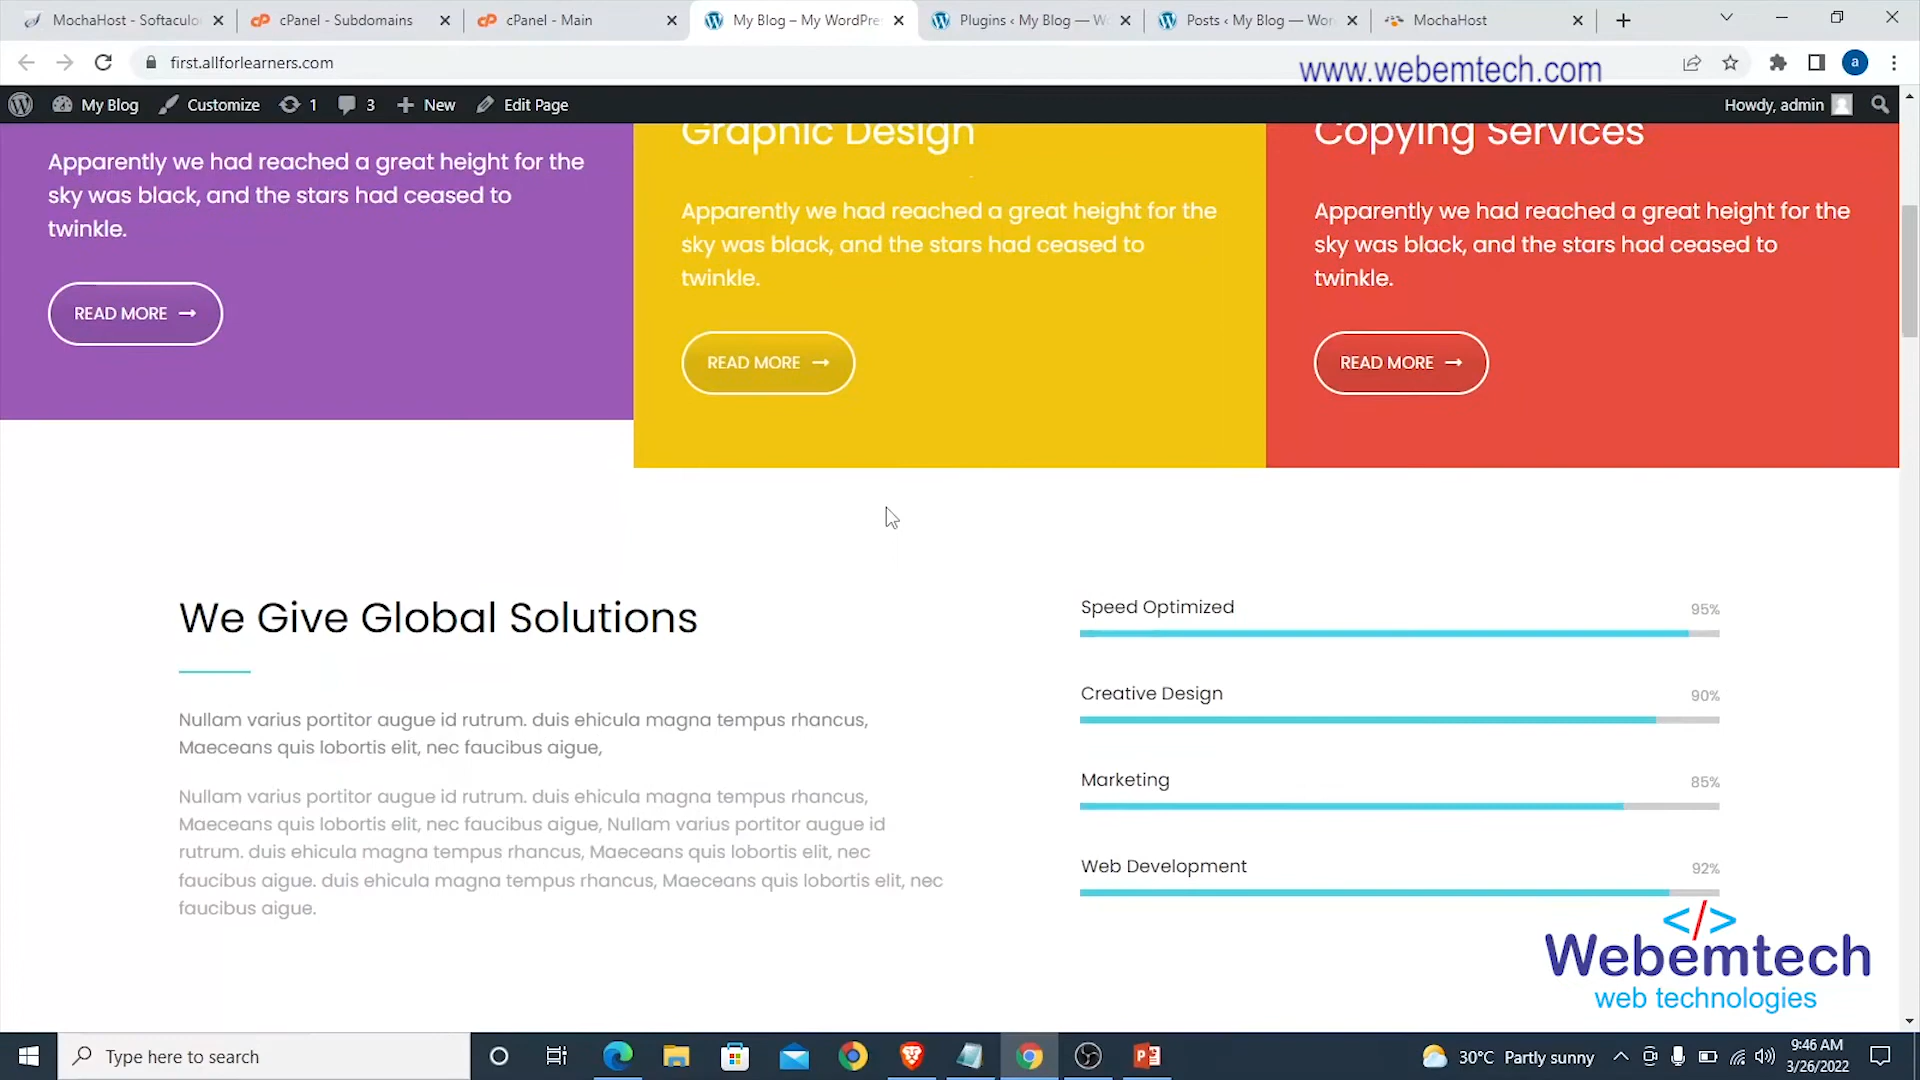 MochaHost - Softaculo
cPanel - Subdomains
cPanel - Main
My Blog – My WordPre
Plugins ‹ My Blog — W
Posts ‹ My Blog — Wor
MochaHost
first.allforlearners.com
www.webemtech.com
a
My Blog
Customize
1
3
New
Edit Page
Howdy, admin
Apparently we had reached a great height for the
sky was black, and the stars had ceased to
twinkle.
READ MORE
Graphic Design
Apparently we had reached a great height for the
sky was black, and the stars had ceased to
twinkle.
READ MORE
Copying Services
Apparently we had reached a great height for the
sky was black, and the stars had ceased to
twinkle.
READ MORE
We Give Global Solutions
Nullam varius portitor augue id rutrum. duis ehicula magna tempus rhancus,
Maeceans quis lobortis elit, nec faucibus aigue,
Nullam varius portitor augue id rutrum. duis ehicula magna tempus rhancus,
Maeceans quis lobortis elit, nec faucibus aigue, Nullam varius portitor augue id
rutrum. duis ehicula magna tempus rhancus, Maeceans quis lobortis elit, nec
faucibus aigue. duis ehicula magna tempus rhancus, Maeceans quis lobortis elit, nec
faucibus aigue.
Speed Optimized 95%
Creative Design 90%
Marketing 85%
Web Development 92%
</>
Webemtech
web technologies
Type here to search
30°C Partly sunny
9:46 AM
3/26/2022